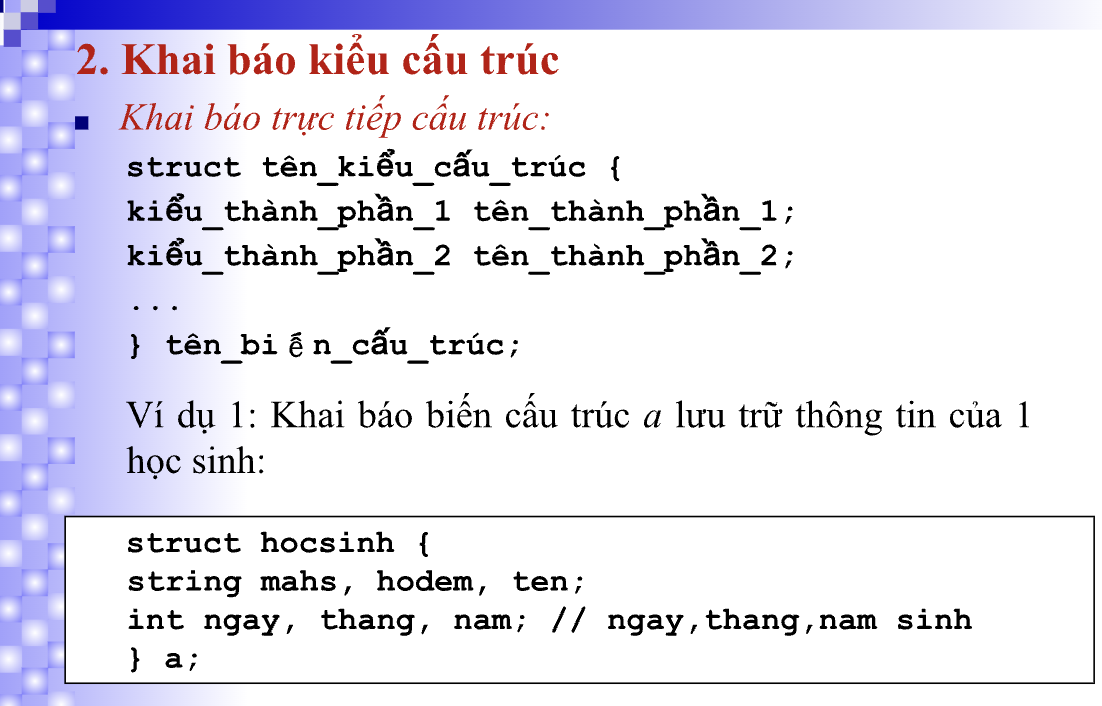 2. Khai báo kiểu cấu trúc
Khai báo trực tiếp cấu trúc:
struct tên_kiểu_cấu_trúc {
kiểu_thành_phần_1 tên_thành_phần_1;
kiểu_thành_phần_2 tên_thành_phần_2;
...
} tên_biến_cấu_trúc;
Ví dụ 1: Khai báo biến cấu trúc a lưu trữ thông tin của 1
học sinh:
struct hocsinh {
string mahs, hodem, ten;
int ngay, thang, nam; // ngay,thang,nam sinh
} a;